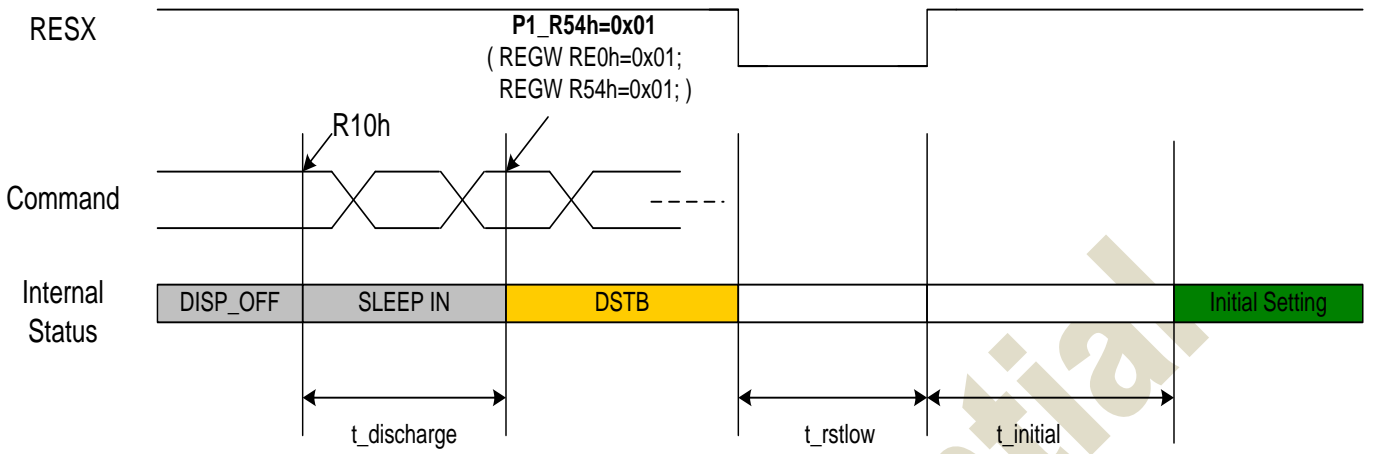 RESX
P1_R54h=0x01
( REGW RE0h=0x01;
REGW R54h=0x01; )
R10h
Command
Internal
Status
DISP_OFF
SLEEP IN
DSTB
Initial Setting
t_discharge
t_rstlow
t_initial